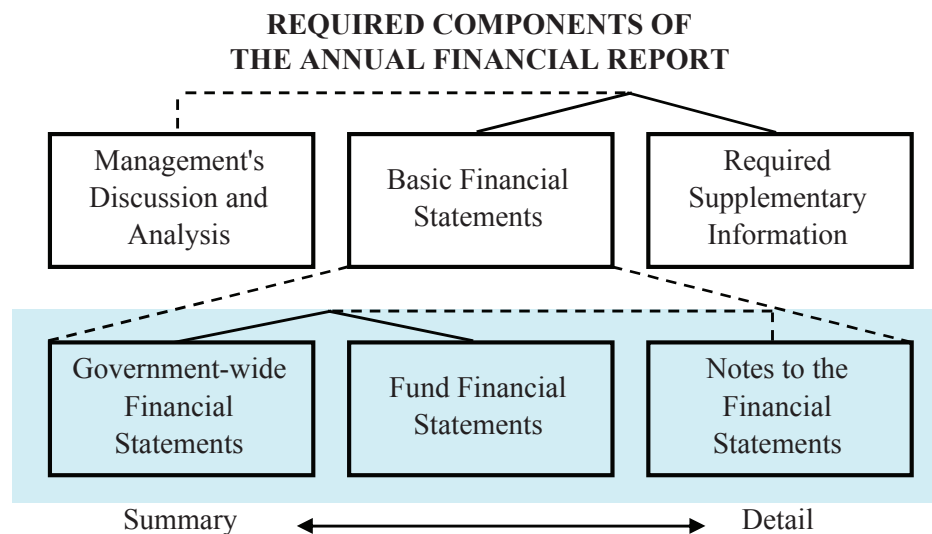 REQUIRED COMPONENTS OF
THE ANNUAL FINANCIAL REPORT
Management's
Discussion and
Analysis
Basic Financial
Statements
Required
Supplementary
Information
Government-wide
Financial
Statements
Fund Financial
Statements
Notes to the
Financial
Statements
Summary
Detail